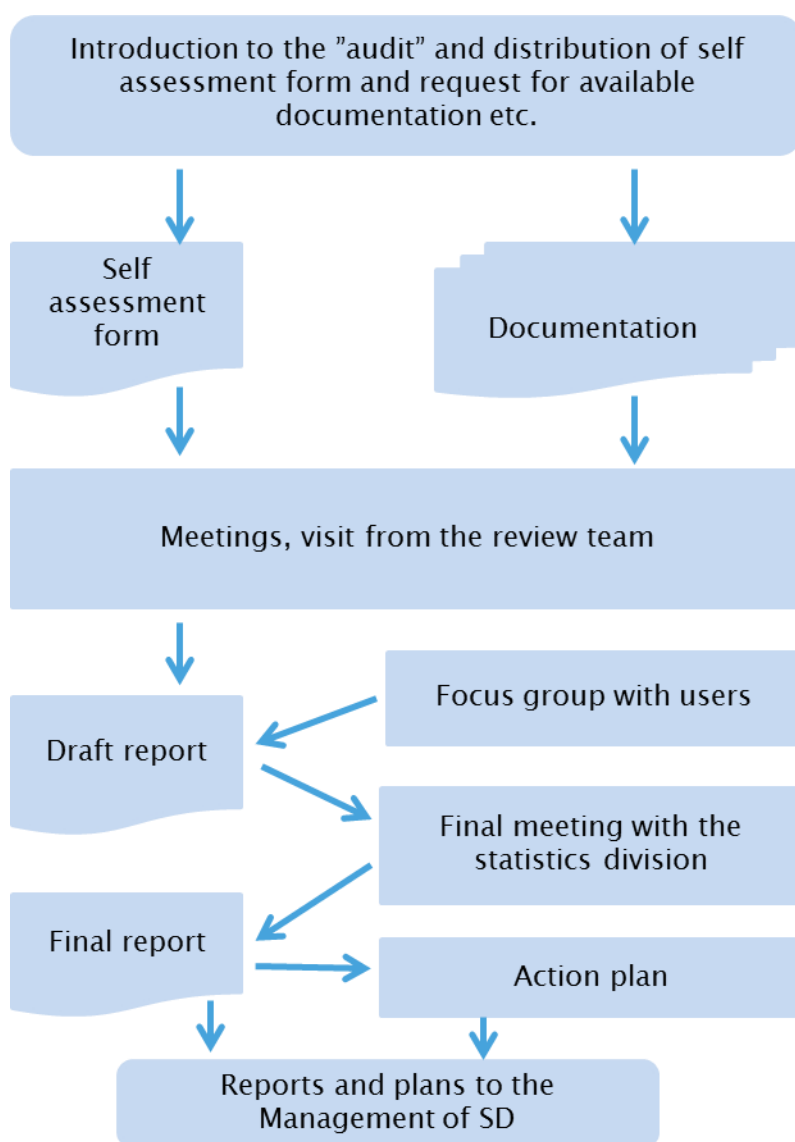 Introduction to the ”audit” and distribution of self
assessment form and request for available
documentation etc.
Self
assessment
form
Documentation
Meetings, visit from the review team
Focus group with users
Draft report
Final meeting with the
statistics division
Final report
Action plan
Reports and plans to the
Management of SD